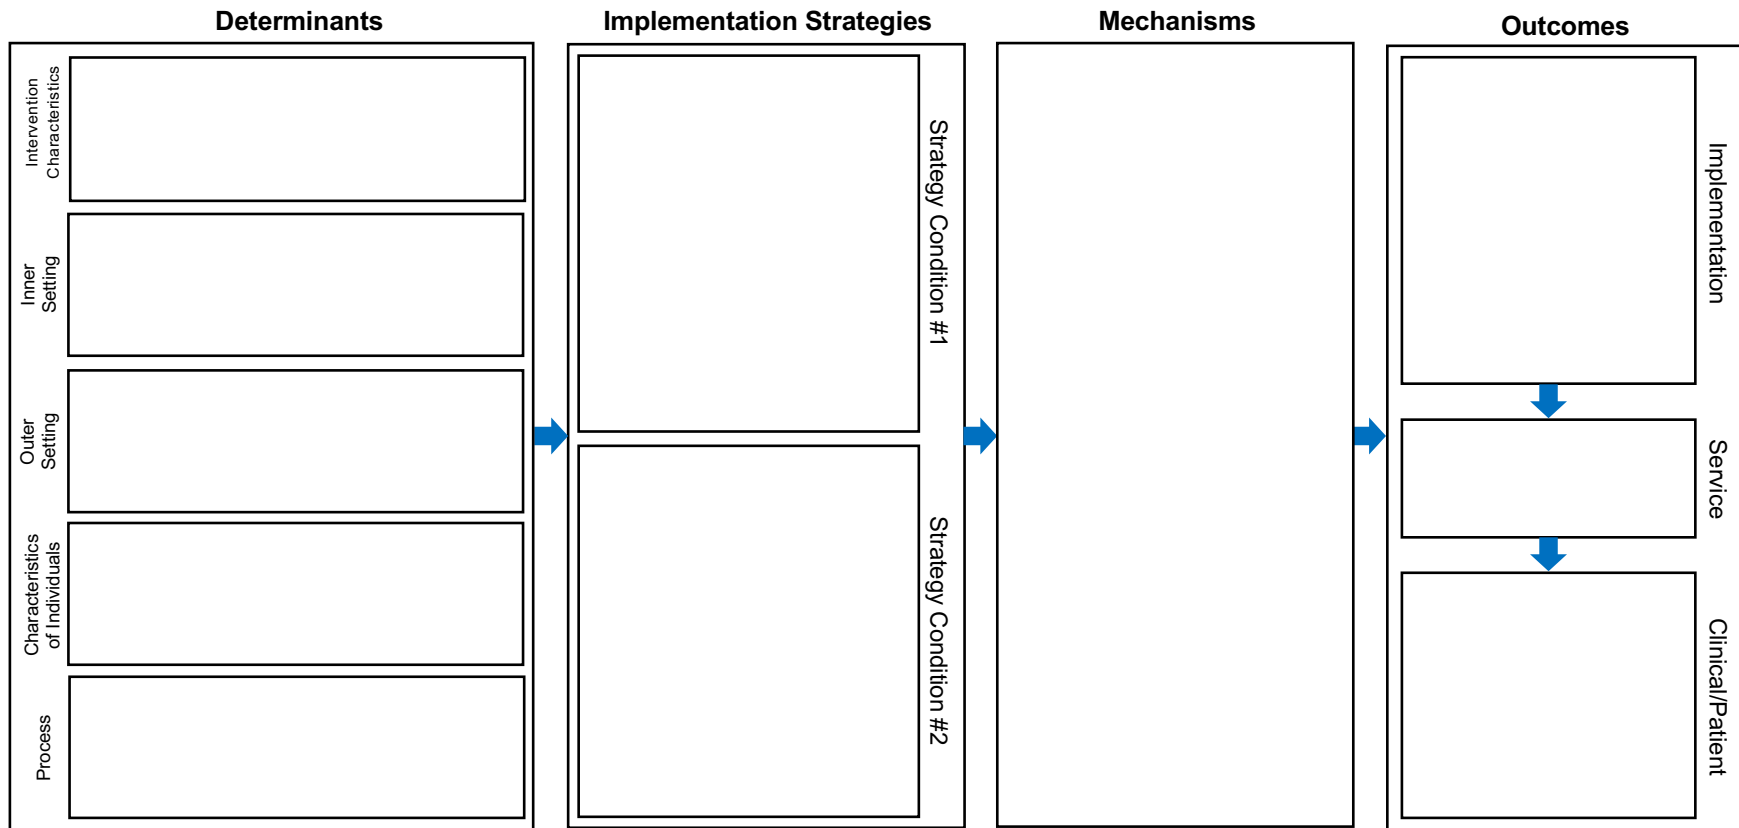 Determinants
Implementation Strategies
Mechanisms
Outcomes
Intervention
Characteristics
Inner
Setting
Outer
Setting
Characteristics
of Individuals
Process
Strategy Condition #1
Strategy Condition #2
Implementation
Service
Clinical/Patient